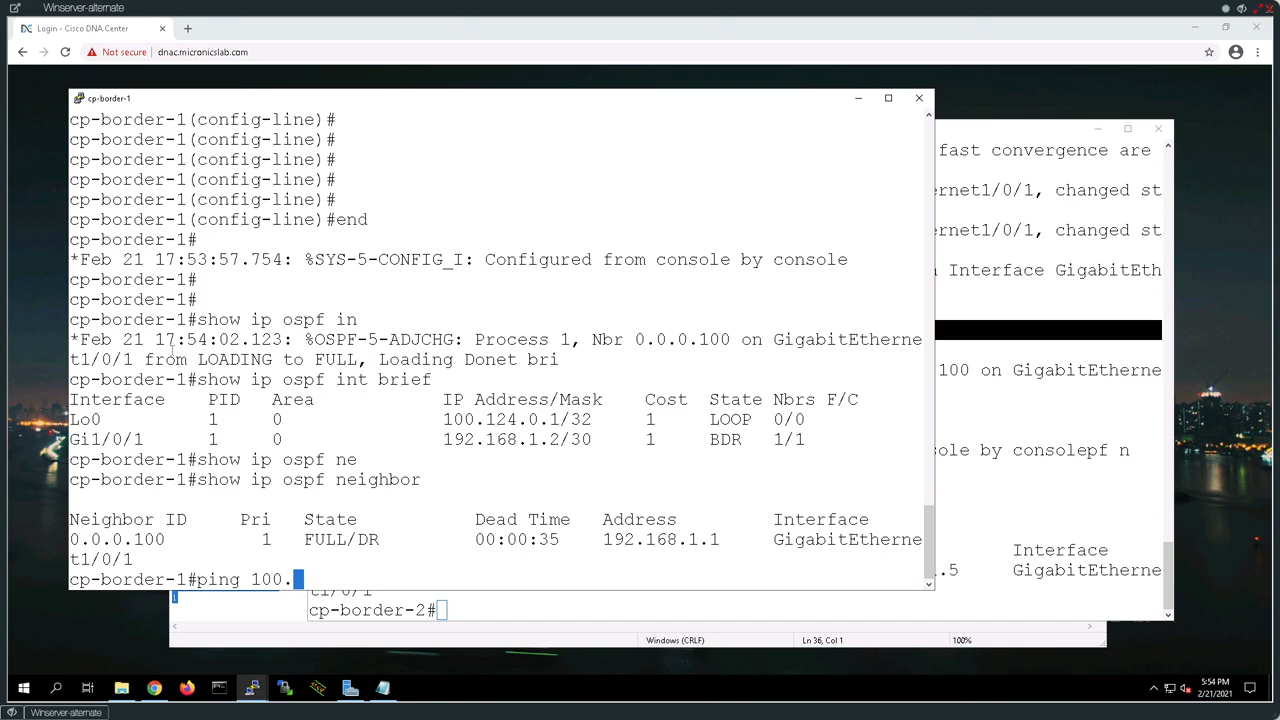 Winserver-alternate
Login - Cisco DNA Center
Not secure dnac.micronicslab.com
cp-border-1
cp-border-1(config-line)#
cp-border-1(config-line)#
cp-border-1(config-line)#
cp-border-1(config-line)#
cp-border-1(config-line)#
cp-border-1(config-line)#end
cp-border-1#
*Feb 21 17:53:57.754: %SYS-5-CONFIG_I: Configured from console by console
cp-border-1#
cp-border-1#
cp-border-1#show ip ospf in
*Feb 21 17:54:02.123: %OSPF-5-ADJCHG: Process 1, Nbr 0.0.0.100 on GigabitEtherne
t1/0/1 from LOADING to FULL, Loading Donet bri
cp-border-1#show ip ospf int brief
Interface PID Area IP Address/Mask Cost State Nbrs F/C
Lo0 1 0 100.124.0.1/32 1 LOOP 0/0
Gi1/0/1 1 0 192.168.1.2/30 1 BDR 1/1
cp-border-1#show ip ospf ne
cp-border-1#show ip ospf neighbor
Neighbor ID Pri State Dead Time Address Interface
0.0.0.100 1 FULL/DR 00:00:35 192.168.1.1 GigabitEtherne
t1/0/1
cp-border-1#ping 100.
fast convergence are
ernet1/0/1, changed st
ernet1/0/1, changed st
n Interface GigabitEth
100 on GigabitEtherne
sole by consolepf n
Interface
.5 GigabitEtherne
t1/0/1
cp-border-2#
Windows (CRLF) Ln 36, Col 1 100%
5:54 PM
2/21/2021
Winserver-alternate